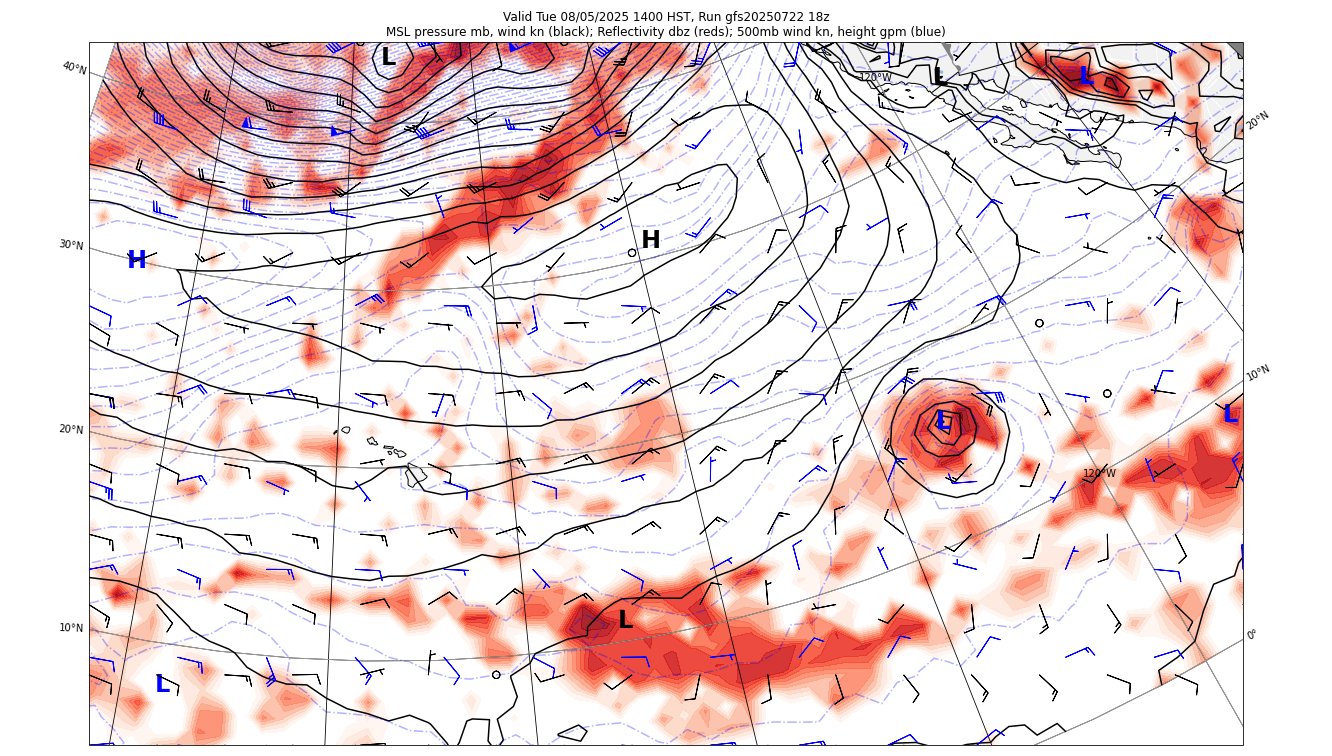 Valid Tue 08/05/2025 1400 HST, Run gfs20250722 18z
MSL pressure mb, wind kn (black); Reflectivity dbz (reds); 500mb wind kn, height gpm (blue)
40°N
L
120°W
L
L
20°N
30°N
H
H
10°N
20°N
L
L
120°W
10°N
L
0°
L